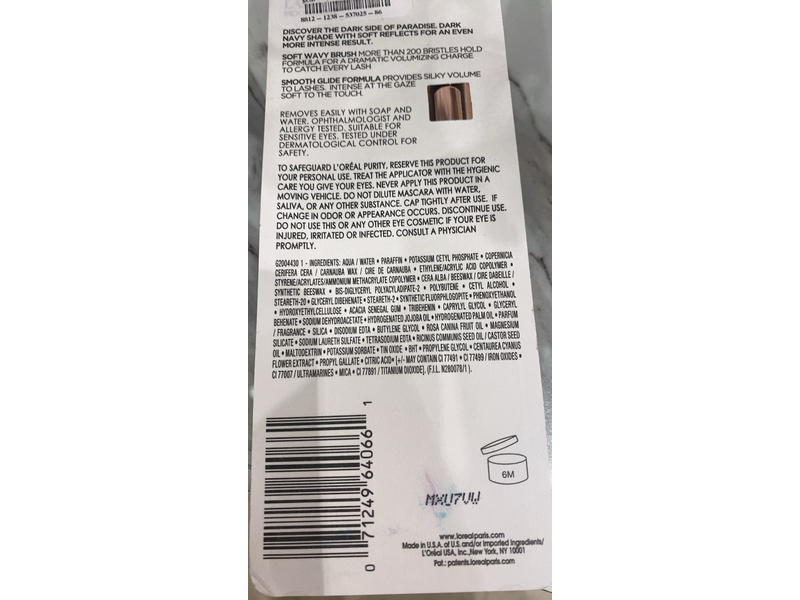 8812 - 1238 - 537025 - 86
DISCOVER THE DARK SIDE OF PARADISE. DARK
NAVY SHADE WITH SOFT REFLECTS FOR AN EVEN
MORE INTENSE RESULT.
SOFT WAVY BRUSH MORE THAN 200 BRISTLES HOLD
FORMULA FOR A DRAMATIC VOLUMIZING CHARGE
TO CATCH EVERY LASH
SMOOTH GLIDE FORMULA PROVIDES SILKY VOLUME
TO LASHES. INTENSE AT THE GAZE
SOFT TO THE TOUCH.
REMOVES EASILY WITH SOAP AND
WATER. OPHTHALMOLOGIST AND
ALLERGY TESTED. SUITABLE FOR
SENSITIVE EYES. TESTED UNDER
DERMATOLOGICAL CONTROL FOR
SAFETY.
TO SAFEGUARD L'ORÉAL PURITY, RESERVE THIS PRODUCT FOR
YOUR PERSONAL USE. TREAT THE APPLICATOR WITH THE HYGIENIC
CARE YOU GIVE YOUR EYES. NEVER APPLY THIS PRODUCT IN A
MOVING VEHICLE. DO NOT DILUTE MASCARA WITH WATER,
SALIVA, OR ANY OTHER SUBSTANCE. CAP TIGHTLY AFTER USE. IF
CHANGE IN ODOR OR APPEARANCE OCCURS. DISCONTINUE USE.
DO NOT USE THIS OR ANY OTHER EYE COSMETIC IF YOUR EYE IS
INJURED, IRRITATED OR INFECTED. CONSULT A PHYSICIAN
PROMPTLY.
G2004430 1 - INGREDIENTS: AQUA / WATER • PARAFFIN • POTASSIUM CETYL PHOSPHATE • COPERNICIA
CERIFERA CERA / CARNAUBA WAX / CIRE DE CARNAUBA • ETHYLENE/ACRYLIC ACID COPOLYMER •
STYRENE/ACRYLATES/AMMONIUM METHACRYLATE COPOLYMER • CERA ALBA / BEESWAX / CIRE DABEILLE /
SYNTHETIC BEESWAX • BIS-DIGLYCERYL POLYACYLADIPATE-2 • POLYBUTENE • CETYL ALCOHOL •
STEARETH-20 • GLYCERYL DIBEHENATE • STEARETH-2 • SYNTHETIC FLUORPHLOGOPITE • PHENOXYETHANOL
• HYDROXYETHYLCELLULOSE • ACACIA SENEGAL GUM • TRIBEHENIN • CAPRYLYL GLYCOL • GLYCERYL
BEHENATE • SODIUM DEHYDROACETATE • HYDROGENATED JOJOBA OIL • HYDROGENATED PALM OIL • PARFUM
/ FRAGRANCE • SILICA • DISODIUM EDTA • BUTYLENE GLYCOL • ROSA CANINA FRUIT OIL • MAGNESIUM
SILICATE • SODIUM LAURETH SULFATE • TETRASODIUM EDTA • RICINUS COMMUNIS SEED OIL / CASTOR SEED
OIL • MALTODEXTRIN • POTASSIUM SORBATE • TIN OXIDE • BHT • PROPYLENE GLYCOL • CENTAUREA CYANUS
FLOWER EXTRACT • PROPYL GALLATE • CITRIC ACID• [+/- MAY CONTAIN CI 77491 • CI 77499 / IRON OXIDES •
CI 77007 / ULTRAMARINES • MICA • CI 77891 / TITANIUM DIOXIDE]. (F.I.L. N280078/1 ).
0 71249 64066 1
6M
MXU7VW
www.lorealparis.com
Made in U.S.A. of U.S. and/or imported ingredients/
L'Oréal USA, Inc., New York, NY 10001
Pat.: patents.lorealparis.com